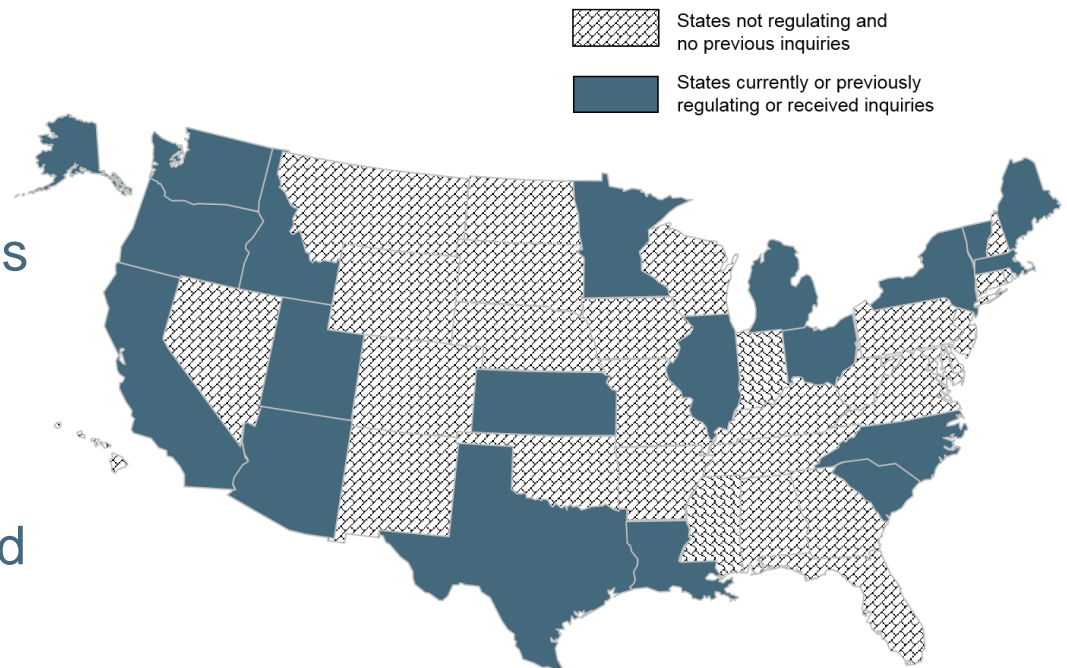 States not regulating and
no previous inquiries
States currently or previously
regulating or received inquiries
s
d